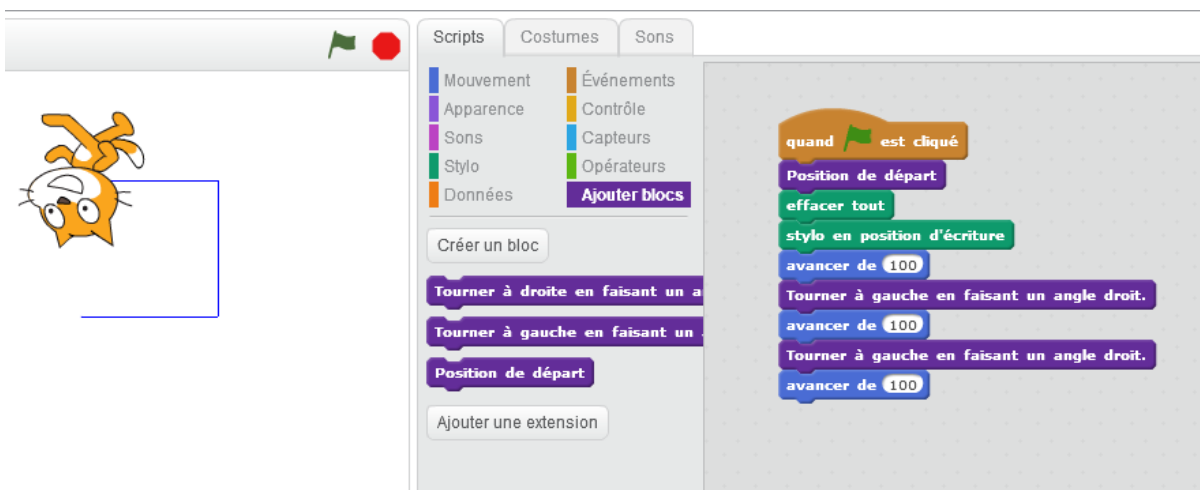 Scripts Costumes Sons
Mouvement Événements
Apparence Contrôle
Sons Capteurs
Stylo Opérateurs
Données Ajouter blocs
Créer un bloc
Tourner à droite en faisant un a
Tourner à gauche en faisant un
Position de départ
Ajouter une extension
quand est cliqué
Position de départ
effacer tout
stylo en position d'écriture
avancer de 100
Tourner à gauche en faisant un angle droit.
avancer de 100
Tourner à gauche en faisant un angle droit.
avancer de 100